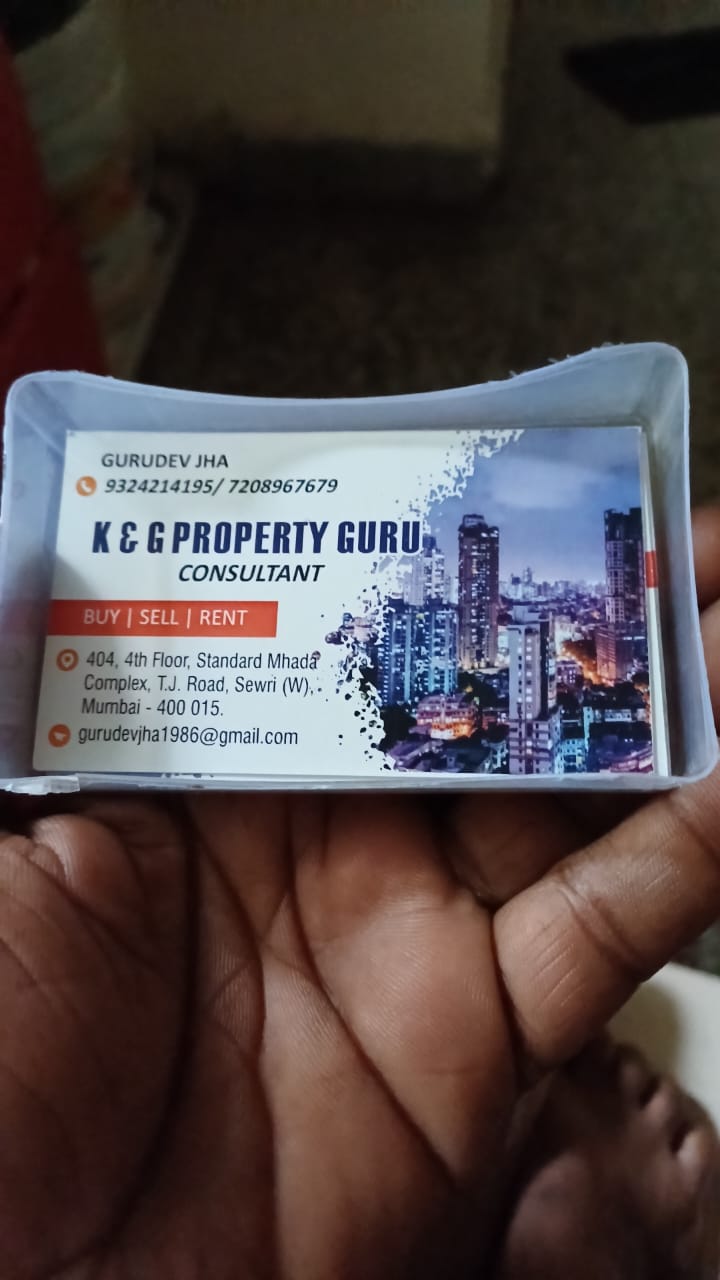 GURUDEV JHA
9324214195/ 7208967679
K & G PROPERTY GURU
CONSULTANT
BUY | SELL | RENT
404, 4th Floor, Standard Mhada
Complex, T.J. Road, Sewri (W),
Mumbai - 400 015.
gurudevjha1986@gmail.com